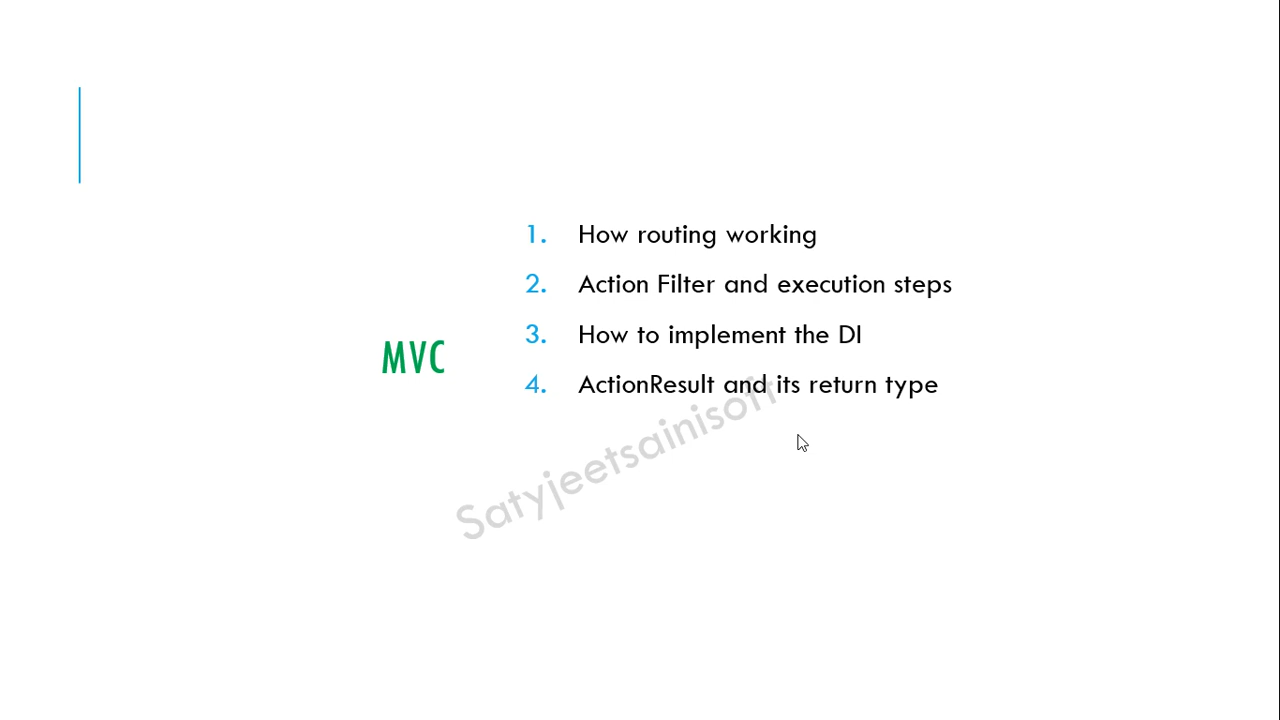 1. How routing working
2. Action Filter and execution steps
3. How to implement the DI
MVC
4. ActionResult and its return type
Satyjeetsainisoft